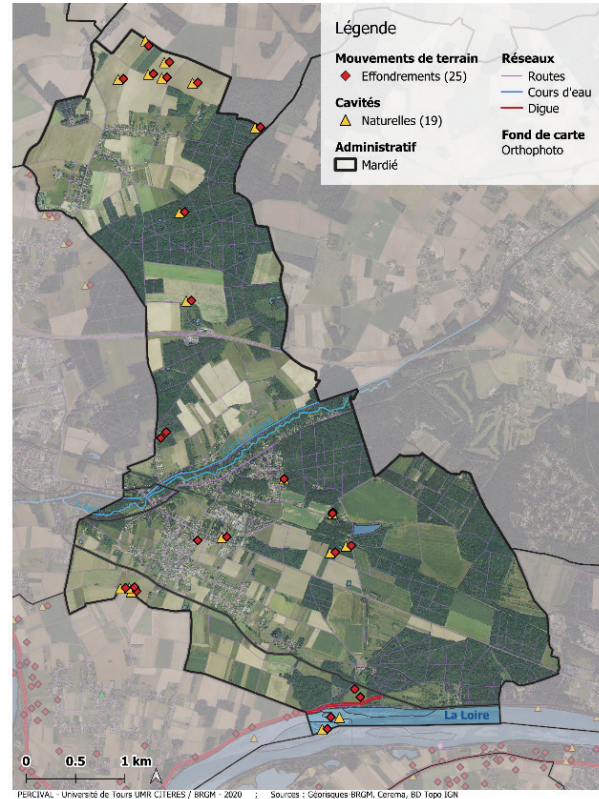 Légende
Mouvements de terrain
Effondrements (25)
Cavités
Naturelles (19)
Administratif
Mardié
Réseaux
Routes
Cours d'eau
Digue
Fond de carte
Orthophoto
La Loire
0 0.5 1 km
PERCIVAL - Université de Tours UMR CITERES / BRGM - 2020 ; Sources : Géorisques-BRGM, Cerema, BD Topo IGN